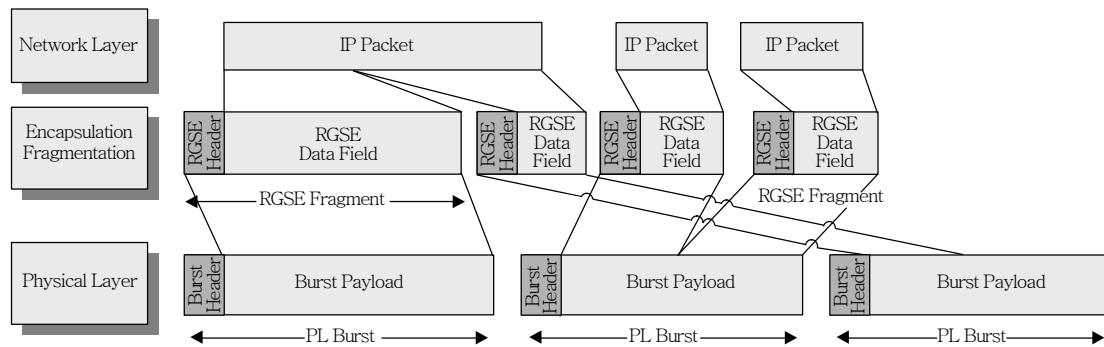 Network Layer
IP Packet
IP Packet
IP Packet
Encapsulation
Fragmentation
RGSE
Header
RGSE
Data Field
RGSE
Header
RGSE
Data
Field
RGSE
Header
RGSE
Data
Field
RGSE
Header
RGSE
Data
Field
RGSE Fragment
RGSE Fragment
Physical Layer
Burst
Header
Burst Payload
Burst
Header
Burst Payload
Burst
Header
Burst Payload
PL Burst
PL Burst
PL Burst